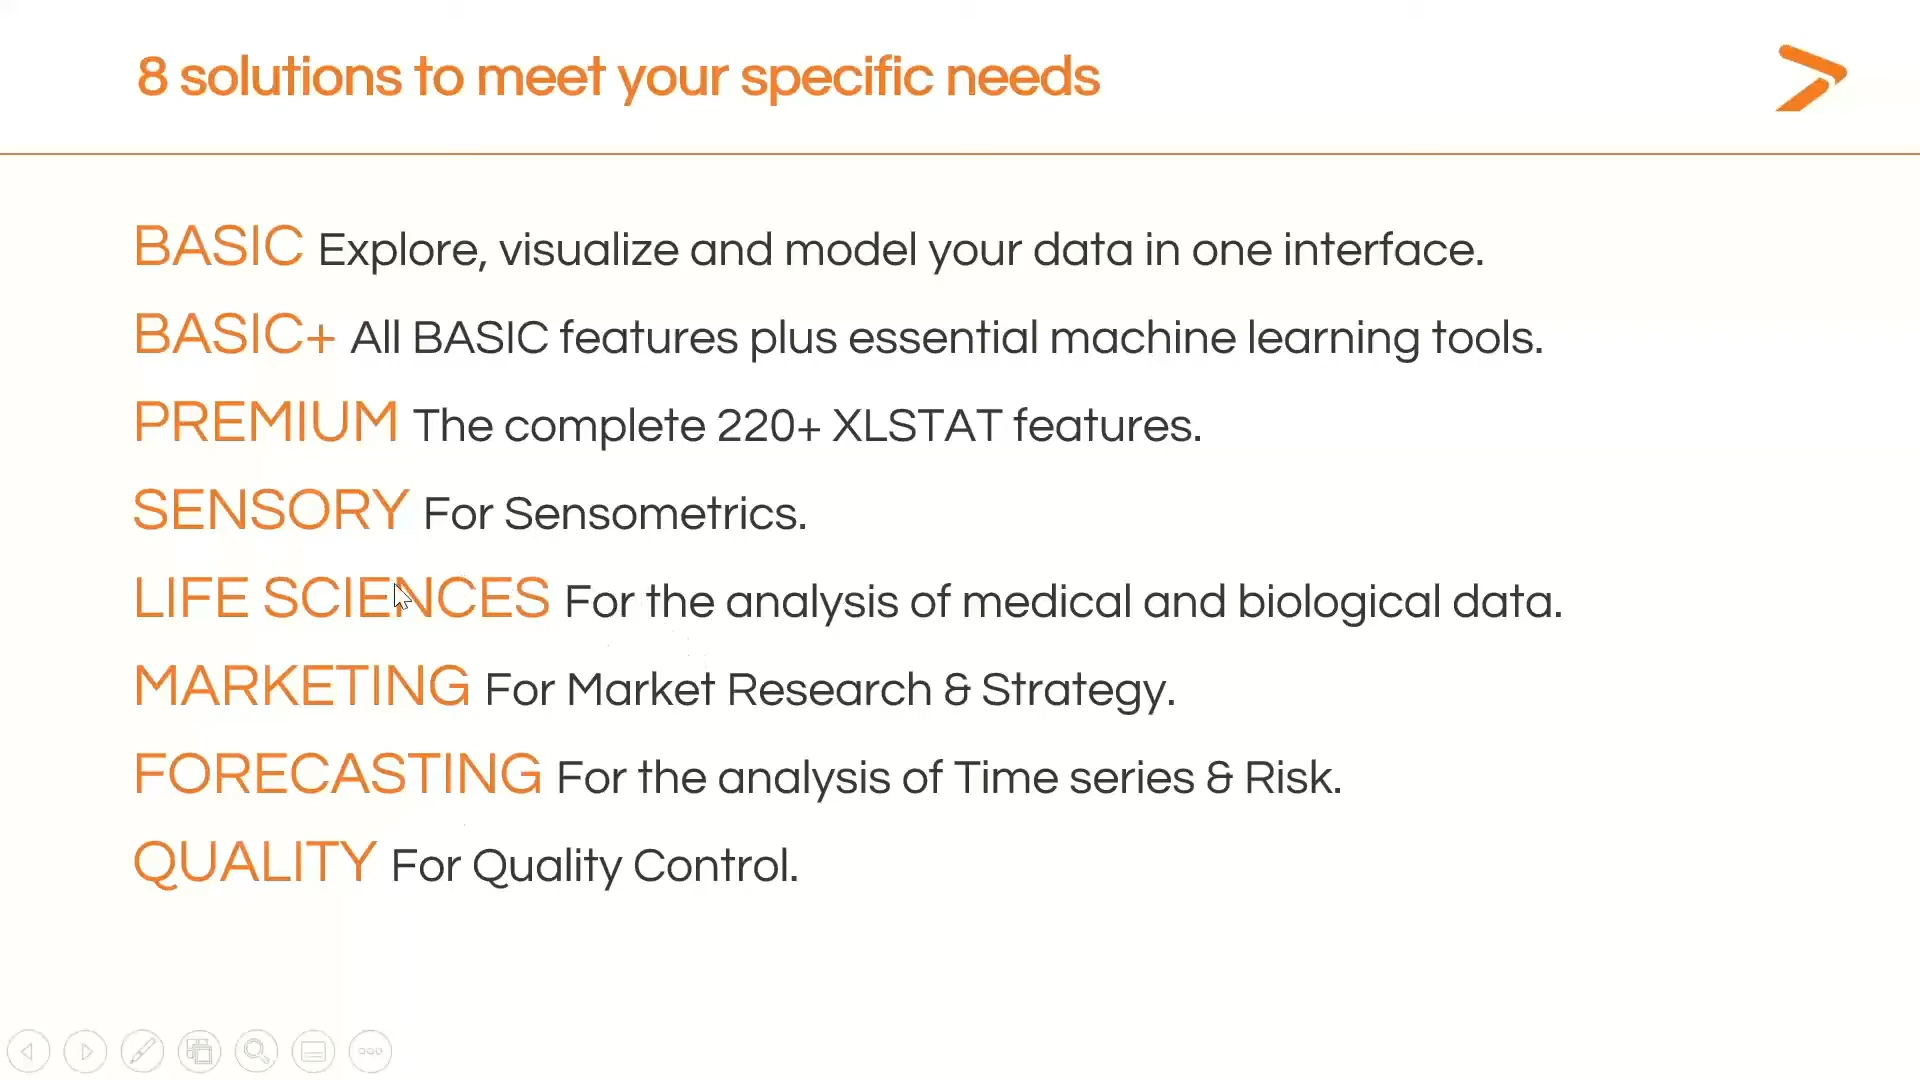 8 solutions to meet your specific needs
BASIC Explore, visualize and model your data in one interface.
BASIC+ All BASIC features plus essential machine learning tools.
PREMIUM The complete 220+ XLSTAT features.
SENSORY For Sensometrics.
LIFE SCIENCES For the analysis of medical and biological data.
MARKETING For Market Research & Strategy.
FORECASTING For the analysis of Time series & Risk.
QUALITY For Quality Control.